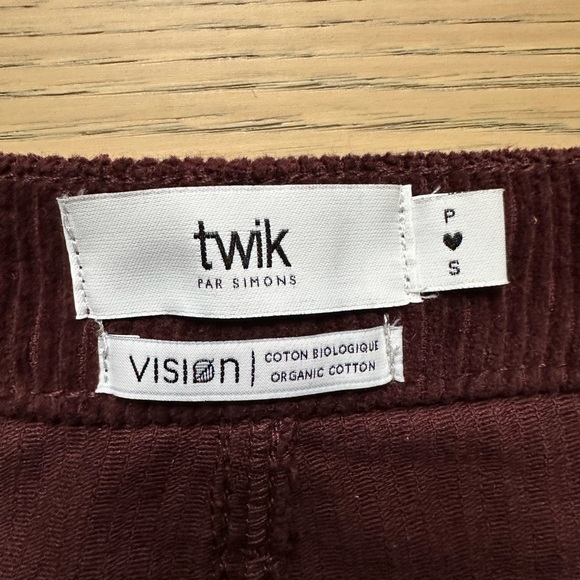 twik
PAR SIMONS
P
♥
S
VISION
COTON BIOLOGIQUE
ORGANIC COTTON